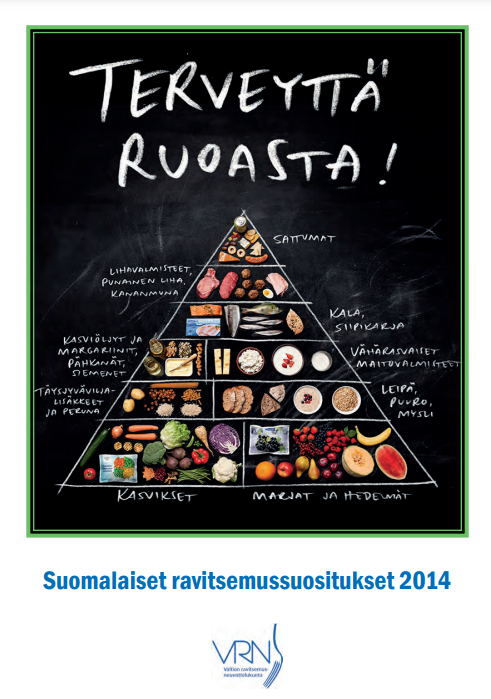 TERVEYTTÄ
RUOASTA!
SATTUMAT
LIHAVALMISTEET,
PUNAINEN LIHA,
KANANMUNA
KALA,
SIIPIKARJA
KASVIÖLJYT JA
MARGARIINIT,
PÄHKINÄT,
SIEMENET
VÄHÄRASVAISET
MAITOVALMISTEET
TÄYSJYVÄVILJA-
LISÄKKEET
JA PERUNA
LEIPÄ,
PUURO,
MYSLI
KASVIKSET
MARJAT JA HEDELMÄT
Suomalaiset ravitsemussuositukset 2014
VRN
Valtion ravitsemus-
neuvottelukunta